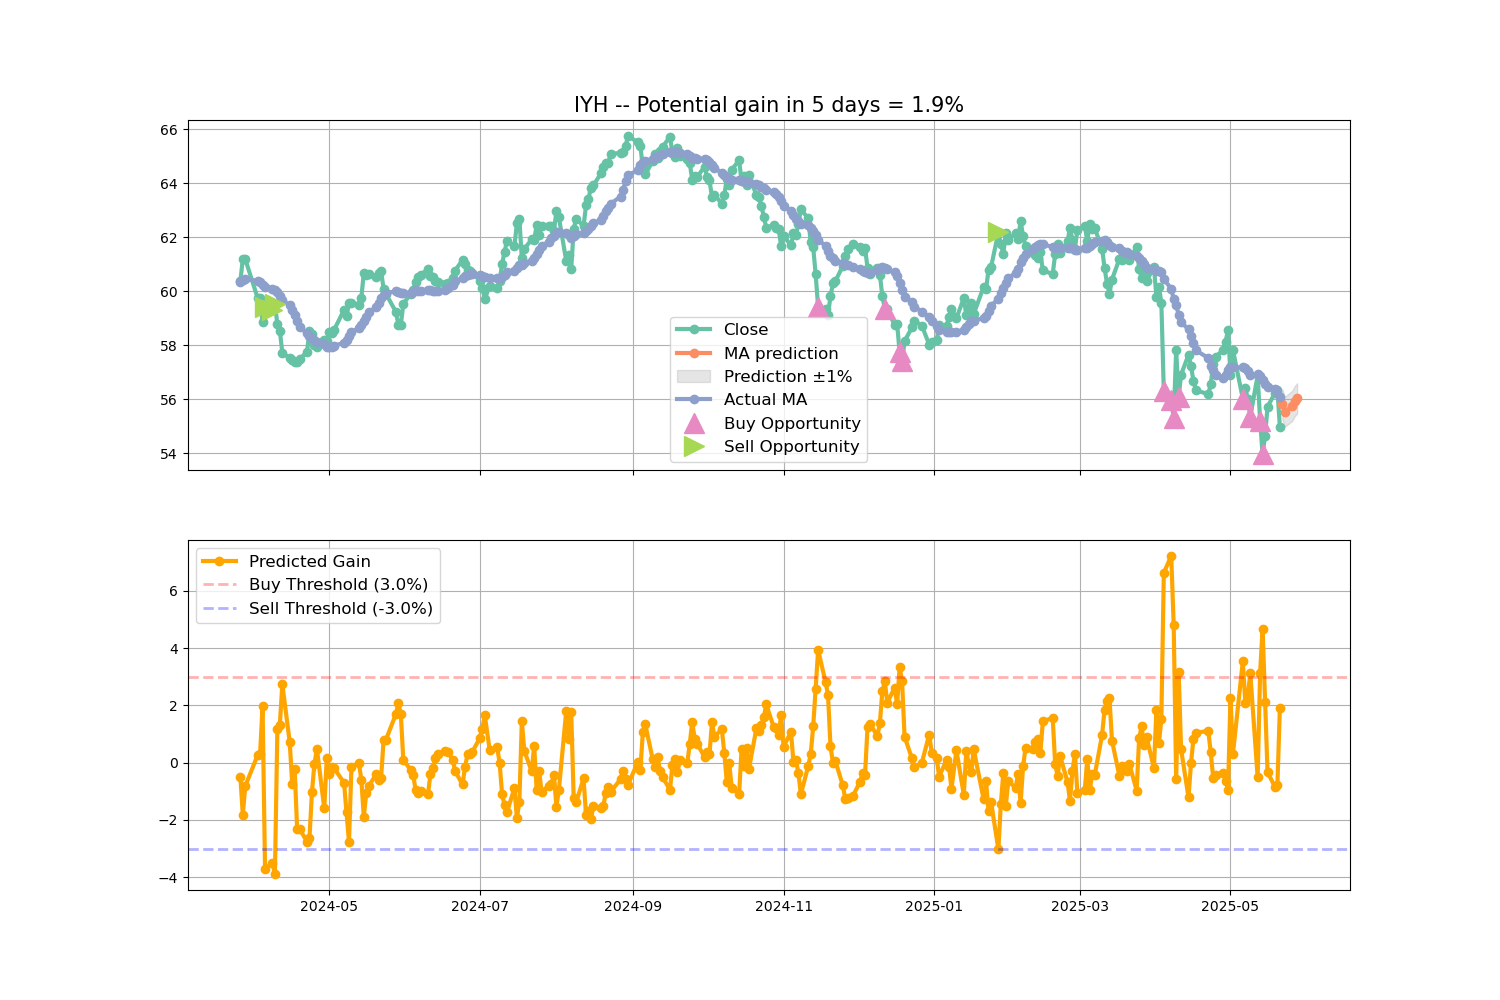 IYH -- Potential gain in 5 days = 1.9%
66
64
62
60
58
56
54
Close
MA prediction
Prediction ±1%
Actual MA
Buy Opportunity
Sell Opportunity
Predicted Gain
Buy Threshold (3.0%)
Sell Threshold (-3.0%)
6
4
2
0
−2
−4
2024-05
2024-07
2024-09
2024-11
2025-01
2025-03
2025-05